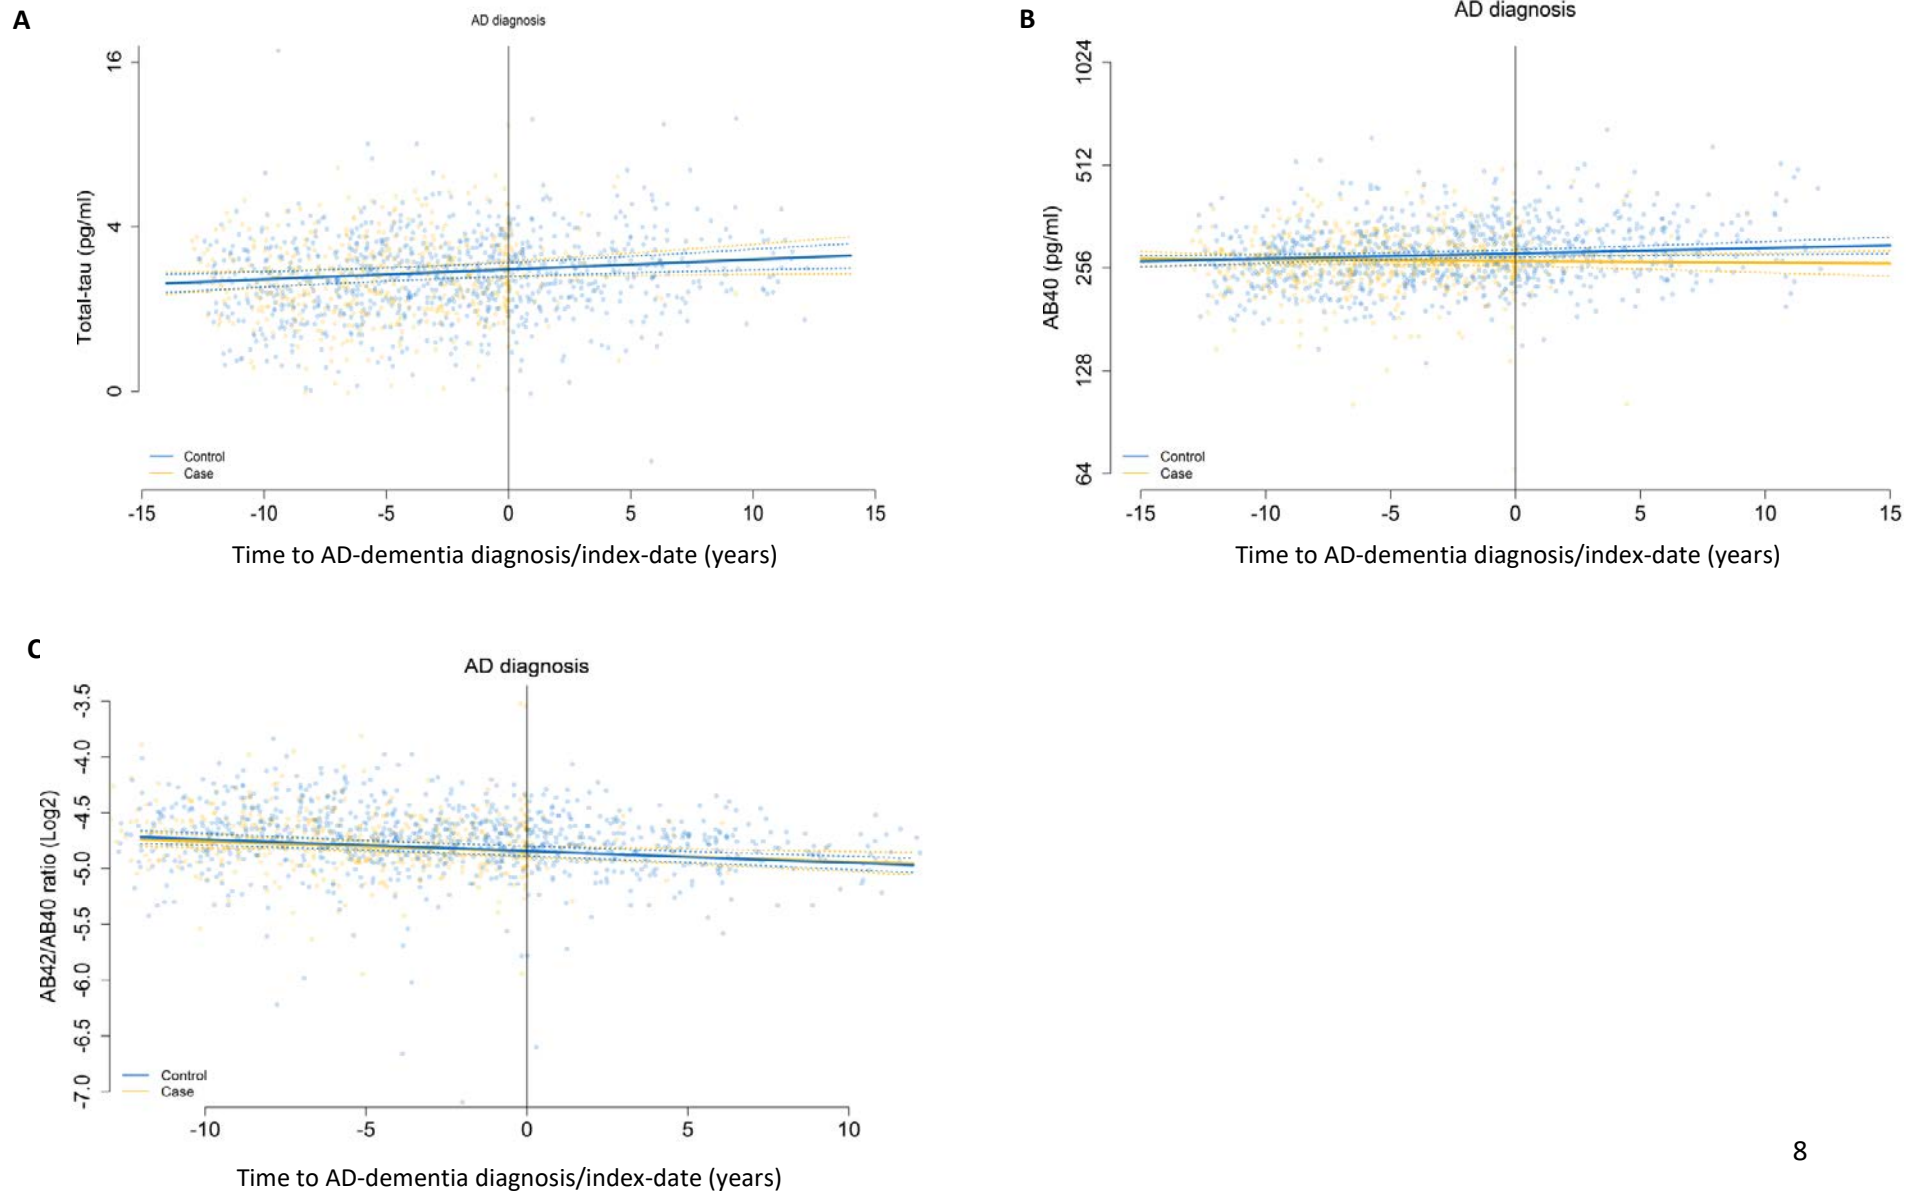 A
AD diagnosis
Total-tau (pg/ml)
16
4
0
Control
Case
-15 -10 -5 0 5 10 15
Time to AD-dementia diagnosis/index-date (years)
B
AD diagnosis
AB40 (pg/ml)
1024
512
256
128
64
Control
Case
-15 -10 -5 0 5 10 15
Time to AD-dementia diagnosis/index-date (years)
C
AD diagnosis
AB42/AB40 ratio (Log2)
-3.5
-4.0
-4.5
-5.0
-5.5
-6.0
-6.5
-7.0
Control
Case
-10 -5 0 5 10
Time to AD-dementia diagnosis/index-date (years)
8